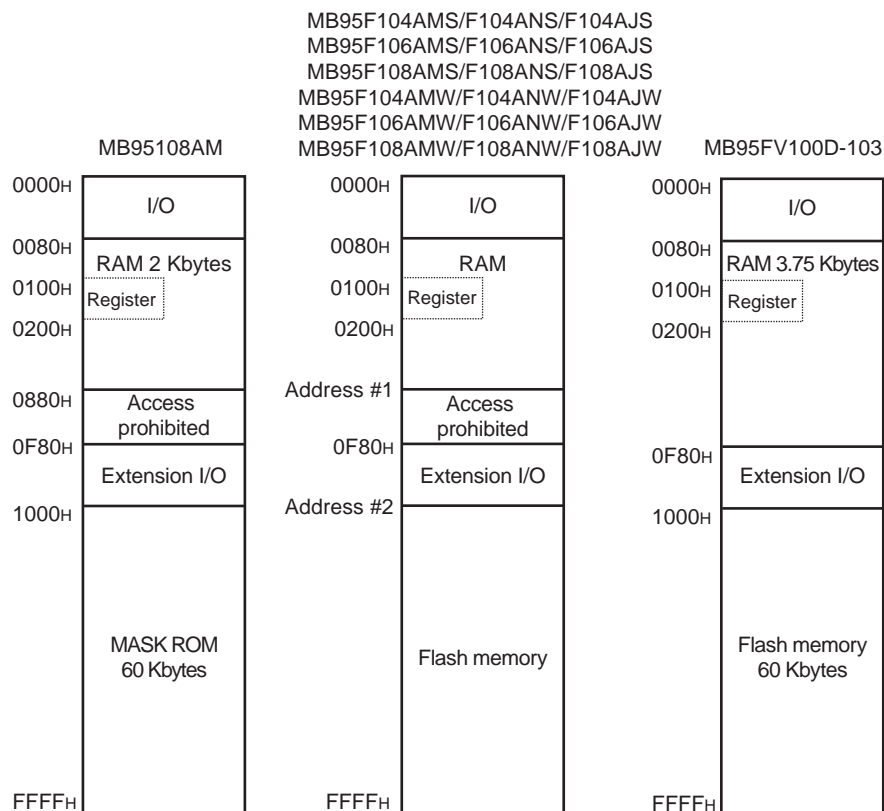 MB95F104AMS/F104ANS/F104AJS
MB95F106AMS/F106ANS/F106AJS
MB95F108AMS/F108ANS/F108AJS
MB95F104AMW/F104ANW/F104AJW
MB95F106AMW/F106ANW/F106AJW
MB95F108AMW/F108ANW/F108AJW
MB95108AM
0000H
I/O
0080H
RAM 2 Kbytes
0100H
Register
0200H
0880H
Access
prohibited
0F80H
Extension I/O
1000H
MASK ROM
60 Kbytes
FFFFH
0000H
I/O
0080H
RAM
0100H
Register
0200H
Address #1
Access
prohibited
0F80H
Extension I/O
Address #2
Flash memory
FFFFH
MB95FV100D-103
0000H
I/O
0080H
RAM 3.75 Kbytes
0100H
Register
0200H
0F80H
Extension I/O
1000H
Flash memory
60 Kbytes
FFFFH